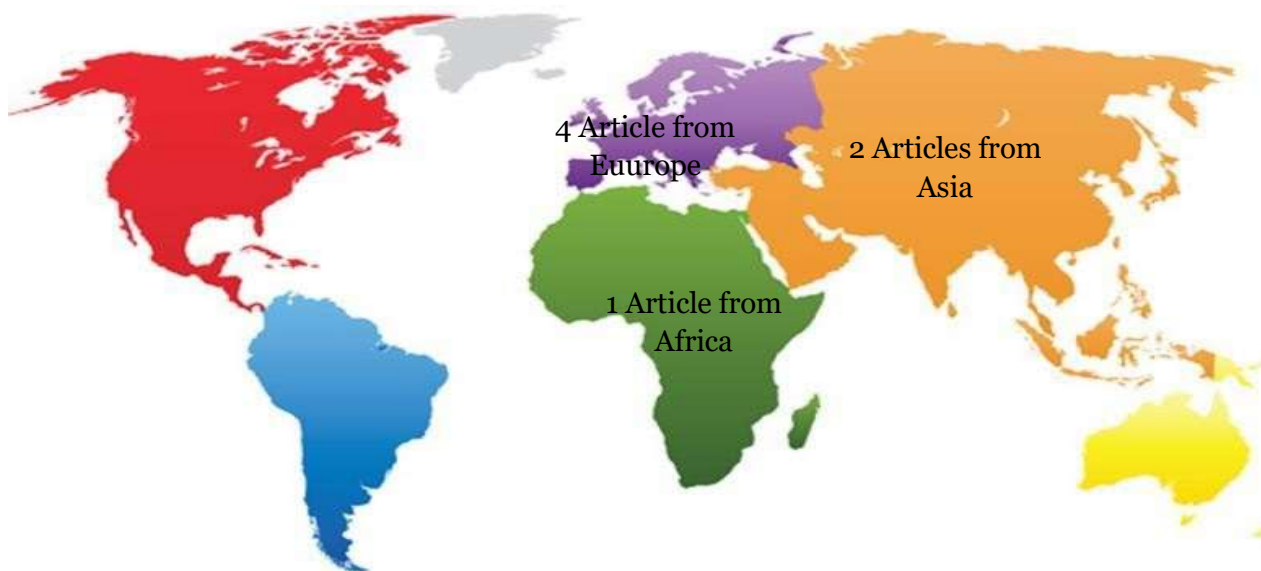 4 Article from
Euurope
2 Articles from
Asia
1 Article from
Africa